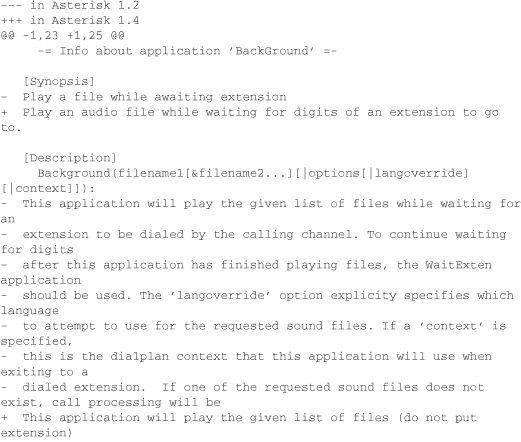 --- in Asterisk 1.2
+++ in Asterisk 1.4
@@ -1,23 +1,25 @@
-= Info about application 'BackGround' =-
[Synopsis]
- Play a file while awaiting extension
+ Play an audio file while waiting for digits of an extension to go
to.
[Description]
Background(filename1[&filename2...][|options[|langoverride]
[|context]]):
- This application will play the given list of files while waiting for
an
- extension to be dialed by the calling channel. To continue waiting
for digits
- after this application has finished playing files, the WaitExten
application
- should be used. The 'langoverride' option explicity specifies which
language
- to attempt to use for the requested sound files. If a 'context' is
specified,
- this is the dialplan context that this application will use when
exiting to a
- dialed extension. If one of the requested sound files does not
exist, call processing will be
+ This application will play the given list of files (do not put
extension)